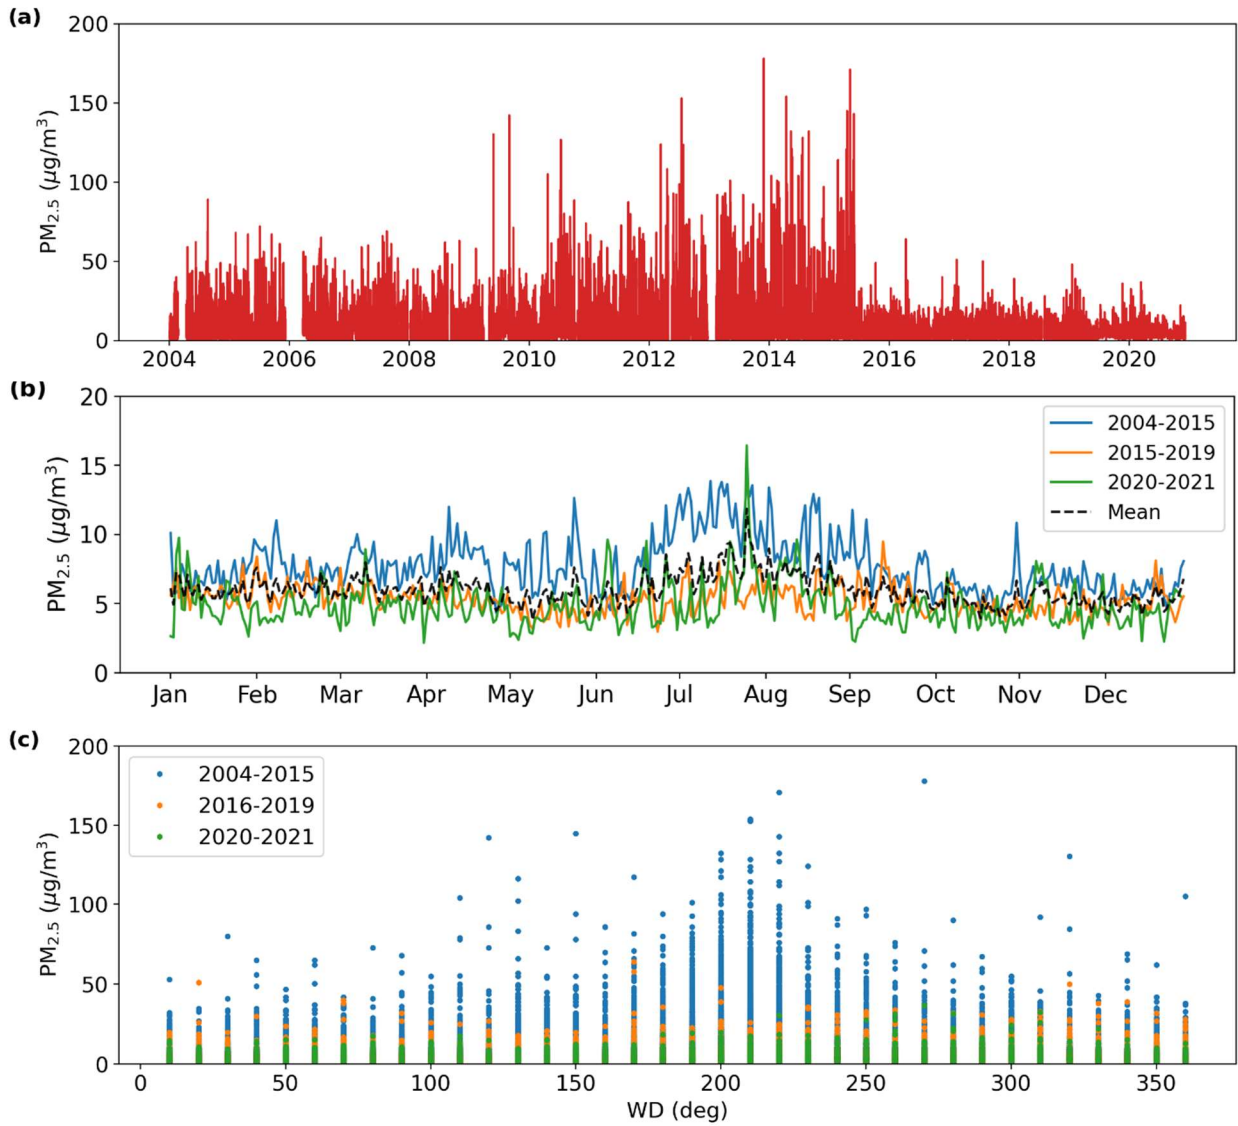 (a)
200
150
100
50
0
PM2.5 (μg/m³)
2004 2006 2008 2010 2012 2014 2016 2018 2020
(b)
20
15
10
5
0
PM2.5 (μg/m³)
2004-2015
2015-2019
2020-2021
Mean
Jan Feb Mar Apr May Jun Jul Aug Sep Oct Nov Dec
(c)
200
150
100
50
0
PM2.5 (μg/m³)
2004-2015
2016-2019
2020-2021
0 50 100 150 200 250 300 350
WD (deg)